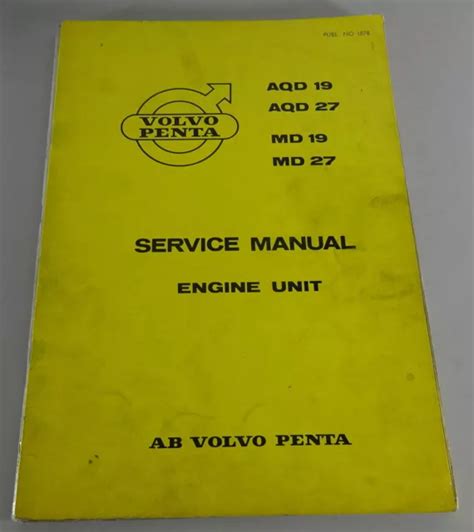 PUBL. NO 1878
AQD 19
AQD 27
VOLVO
PENTA
MD 19
MD 27
SERVICE MANUAL
ENGINE UNIT
AB VOLVO PENTA